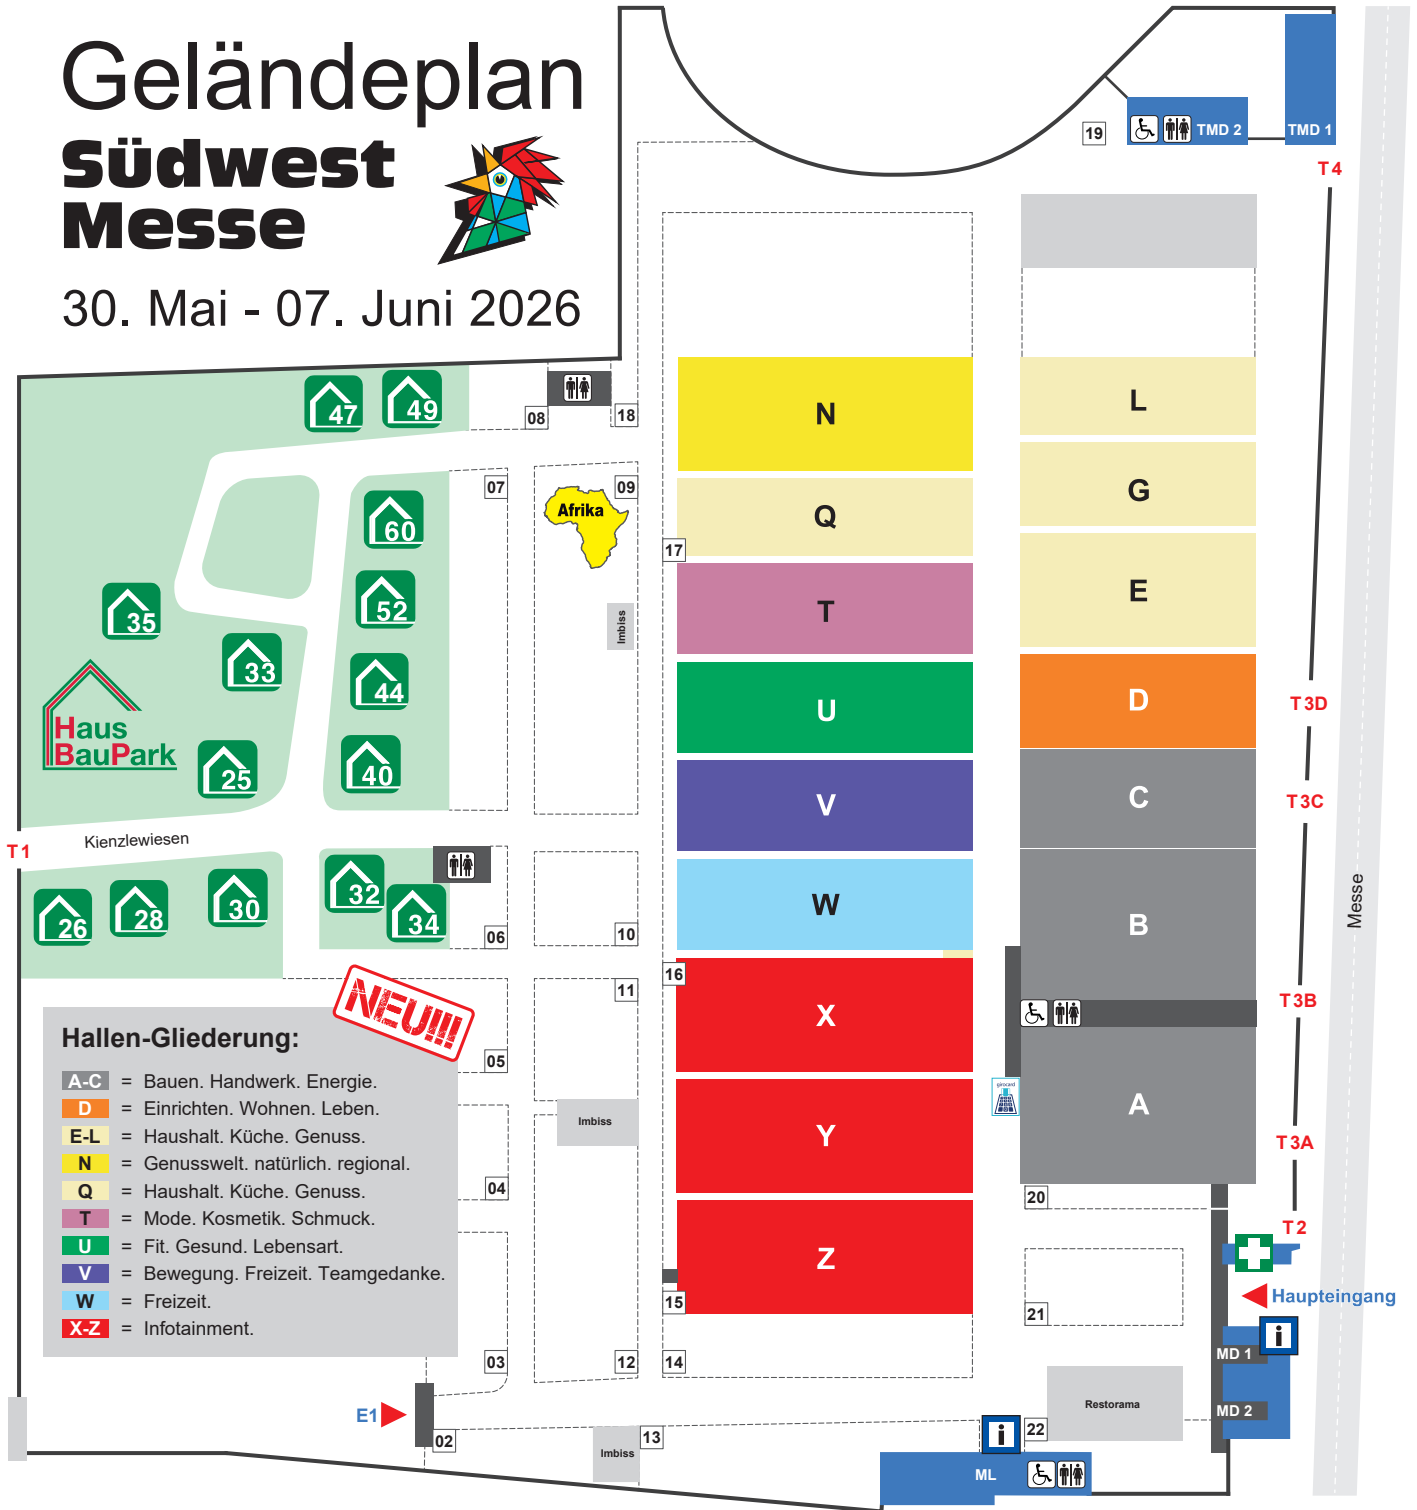 Geländeplan
Südwest
Messe
30. Mai - 07. Juni 2026
19
TMD 2
TMD 1
T4
47
49
08
18
07
09
Afrika
60
52
44
40
35
33
25
Haus
BauPark
Imbiss
17
N
Q
T
U
V
W
X
Y
Z
L
G
E
D
C
B
A
T3D
T3C
T3B
T3A
T2
Messe
T1
Kienzlewiesen
26
28
30
32
34
06
10
11
16
05
04
03
12
Imbiss
girocard
NEU!!!
Hallen-Gliederung:
A-C = Bauen. Handwerk. Energie.
D = Einrichten. Wohnen. Leben.
E-L = Haushalt. Küche. Genuss.
N = Genusswelt. natürlich. regional.
Q = Haushalt. Küche. Genuss.
T = Mode. Kosmetik. Schmuck.
U = Fit. Gesund. Lebensart.
V = Bewegung. Freizeit. Teamgedanke.
W = Freizeit.
X-Z = Infotainment.
15
14
20
21
Haupteingang
i
MD 1
MD 2
Restorama
22
i
ML
E1
02
Imbiss
13